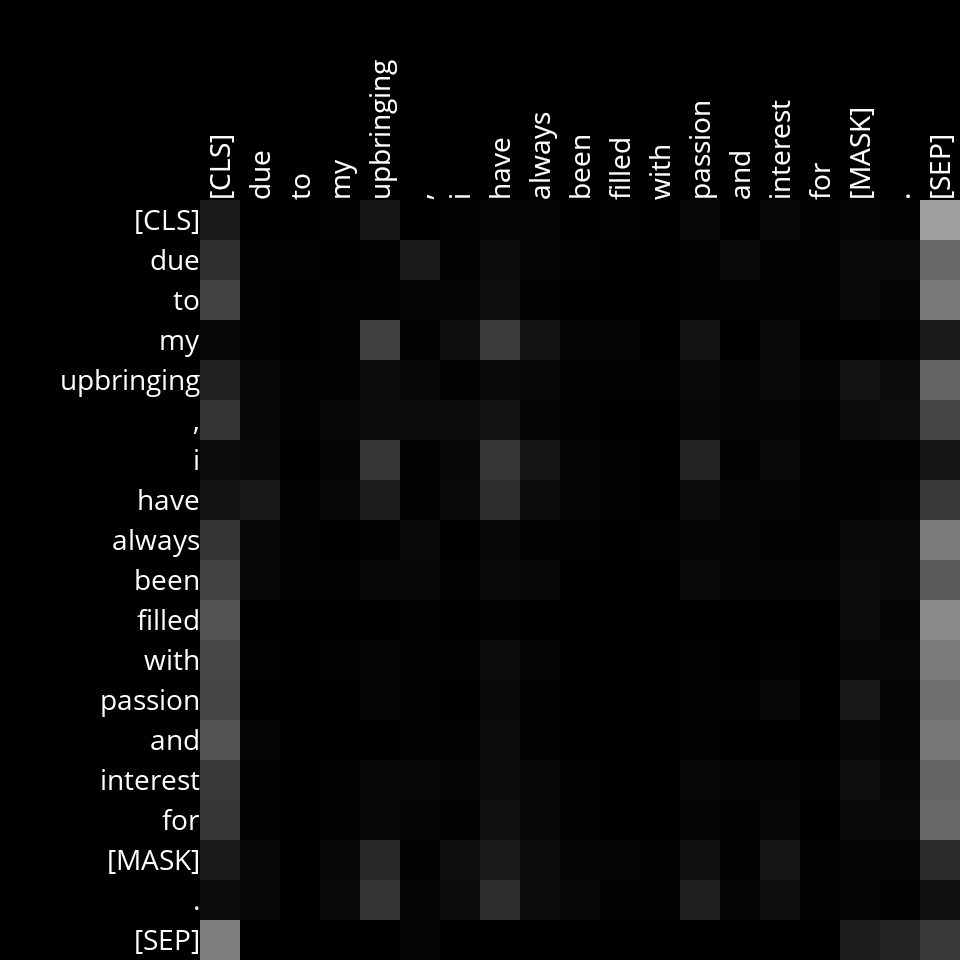 [CLS] due to my upbringing , i have always been filled with passion and interest for [MASK] . [SEP]
[CLS]
due
to
my
upbringing
,
i
have
always
been
filled
with
passion
and
interest
for
[MASK]
.
[SEP]